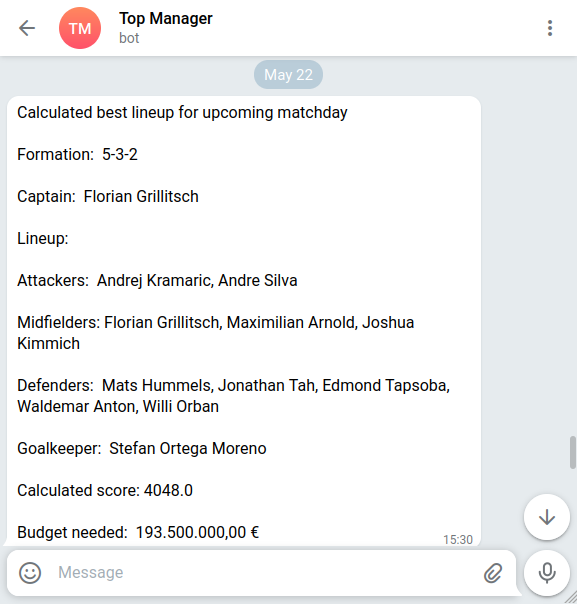 TM
Top Manager
bot
May 22
Calculated best lineup for upcoming matchday
Formation:  5-3-2
Captain:  Florian Grillitsch
Lineup:
Attackers:  Andrej Kramaric, Andre Silva
Midfielders: Florian Grillitsch, Maximilian Arnold, Joshua
Kimmich
Defenders:  Mats Hummels, Jonathan Tah, Edmond Tapsoba,
Waldemar Anton, Willi Orban
Goalkeeper:  Stefan Ortega Moreno
Calculated score: 4048.0
Budget needed:  193.500.000,00 €
15:30
Message